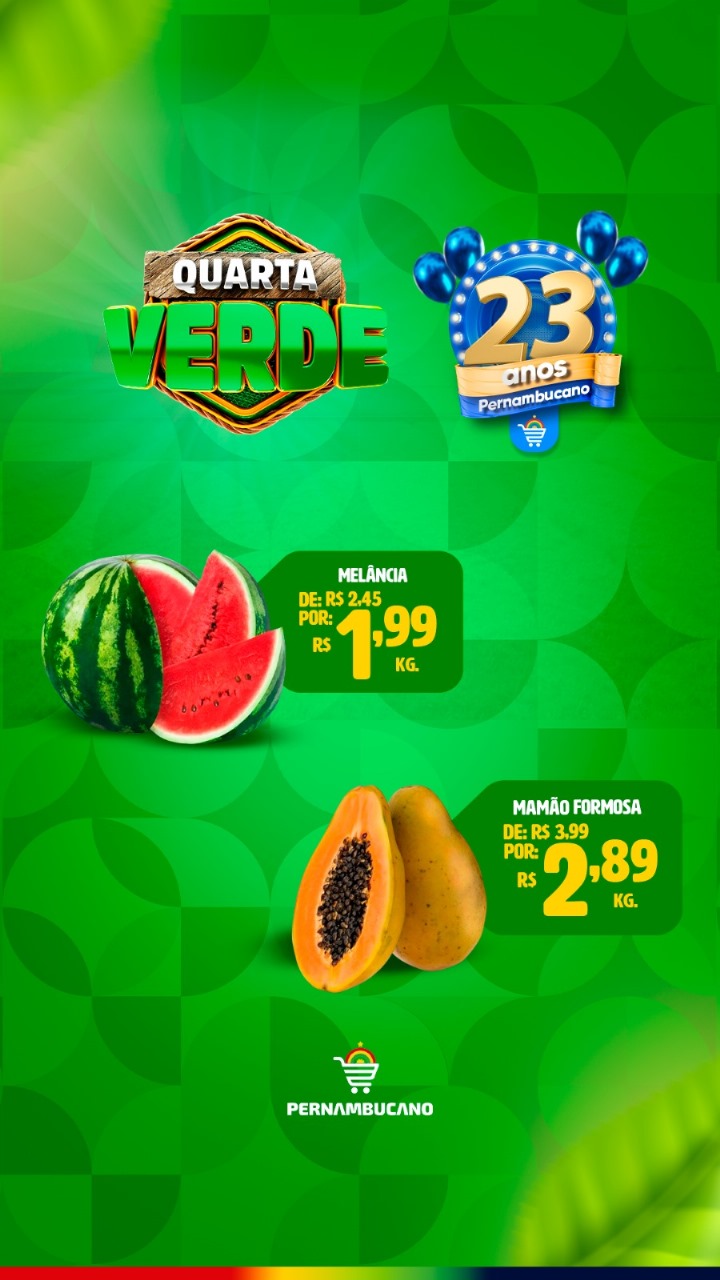 QUARTA
VERDE
23
anos
Pernambucano
MELÂNCIA
DE: R$ 2,45
POR:
R$ 1,99
KG.
MAMÃO FORMOSA
DE: R$ 3,99
POR:
R$ 2,89
KG.
PERNAMBUCANO